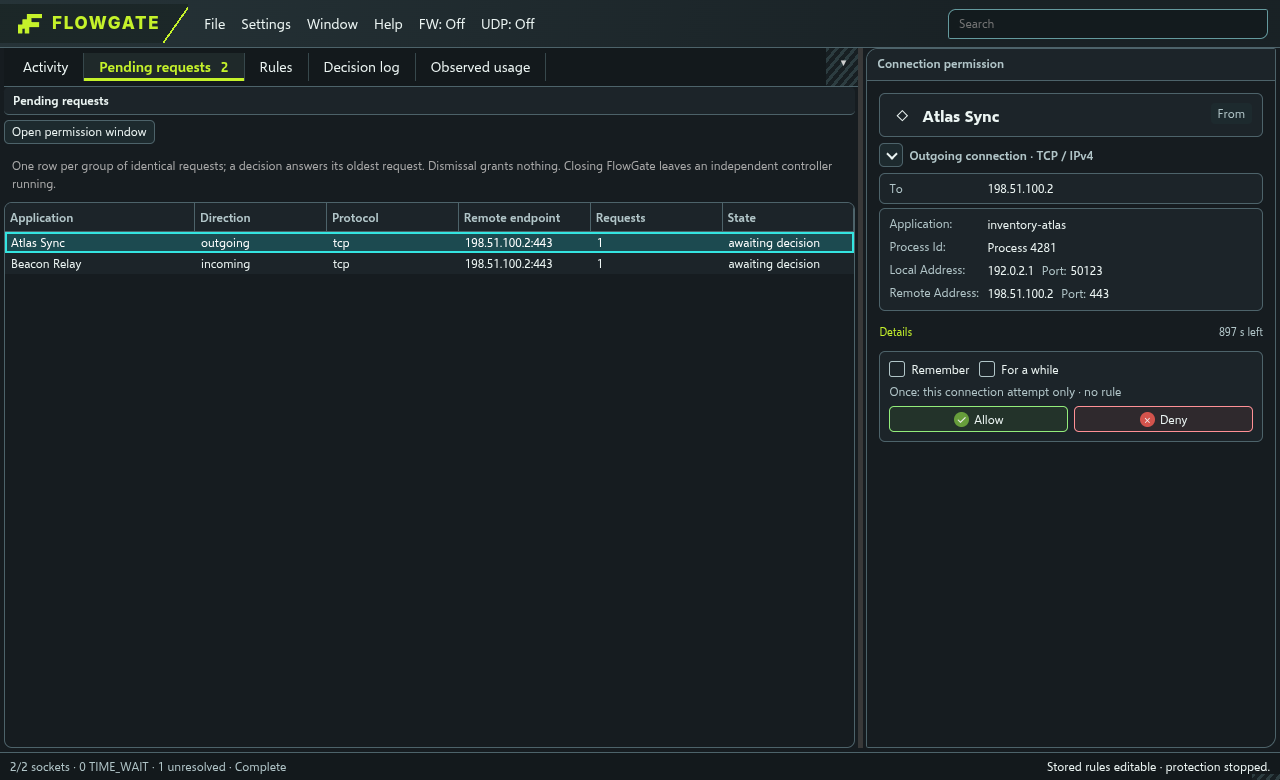 FLOWGATE File Settings Window Help FW: Off UDP: Off Search
Activity Pending requests 2 Rules Decision log Observed usage
Pending requests
Open permission window
One row per group of identical requests; a decision answers its oldest request. Dismissal grants nothing. Closing FlowGate leaves an independent controller
running.
Application Direction Protocol Remote endpoint Requests State
Atlas Sync outgoing tcp 198.51.100.2:443 1 awaiting decision
Beacon Relay incoming tcp 198.51.100.2:443 1 awaiting decision
Connection permission
Atlas Sync From
Outgoing connection · TCP / IPv4
To 198.51.100.2
Application: inventory-atlas
Process Id: Process 4281
Local Address: 192.0.2.1 Port: 50123
Remote Address: 198.51.100.2 Port: 443
Details 897 s left
Remember For a while
Once: this connection attempt only · no rule
Allow Deny
2/2 sockets · 0 TIME_WAIT · 1 unresolved · Complete Stored rules editable · protection stopped.